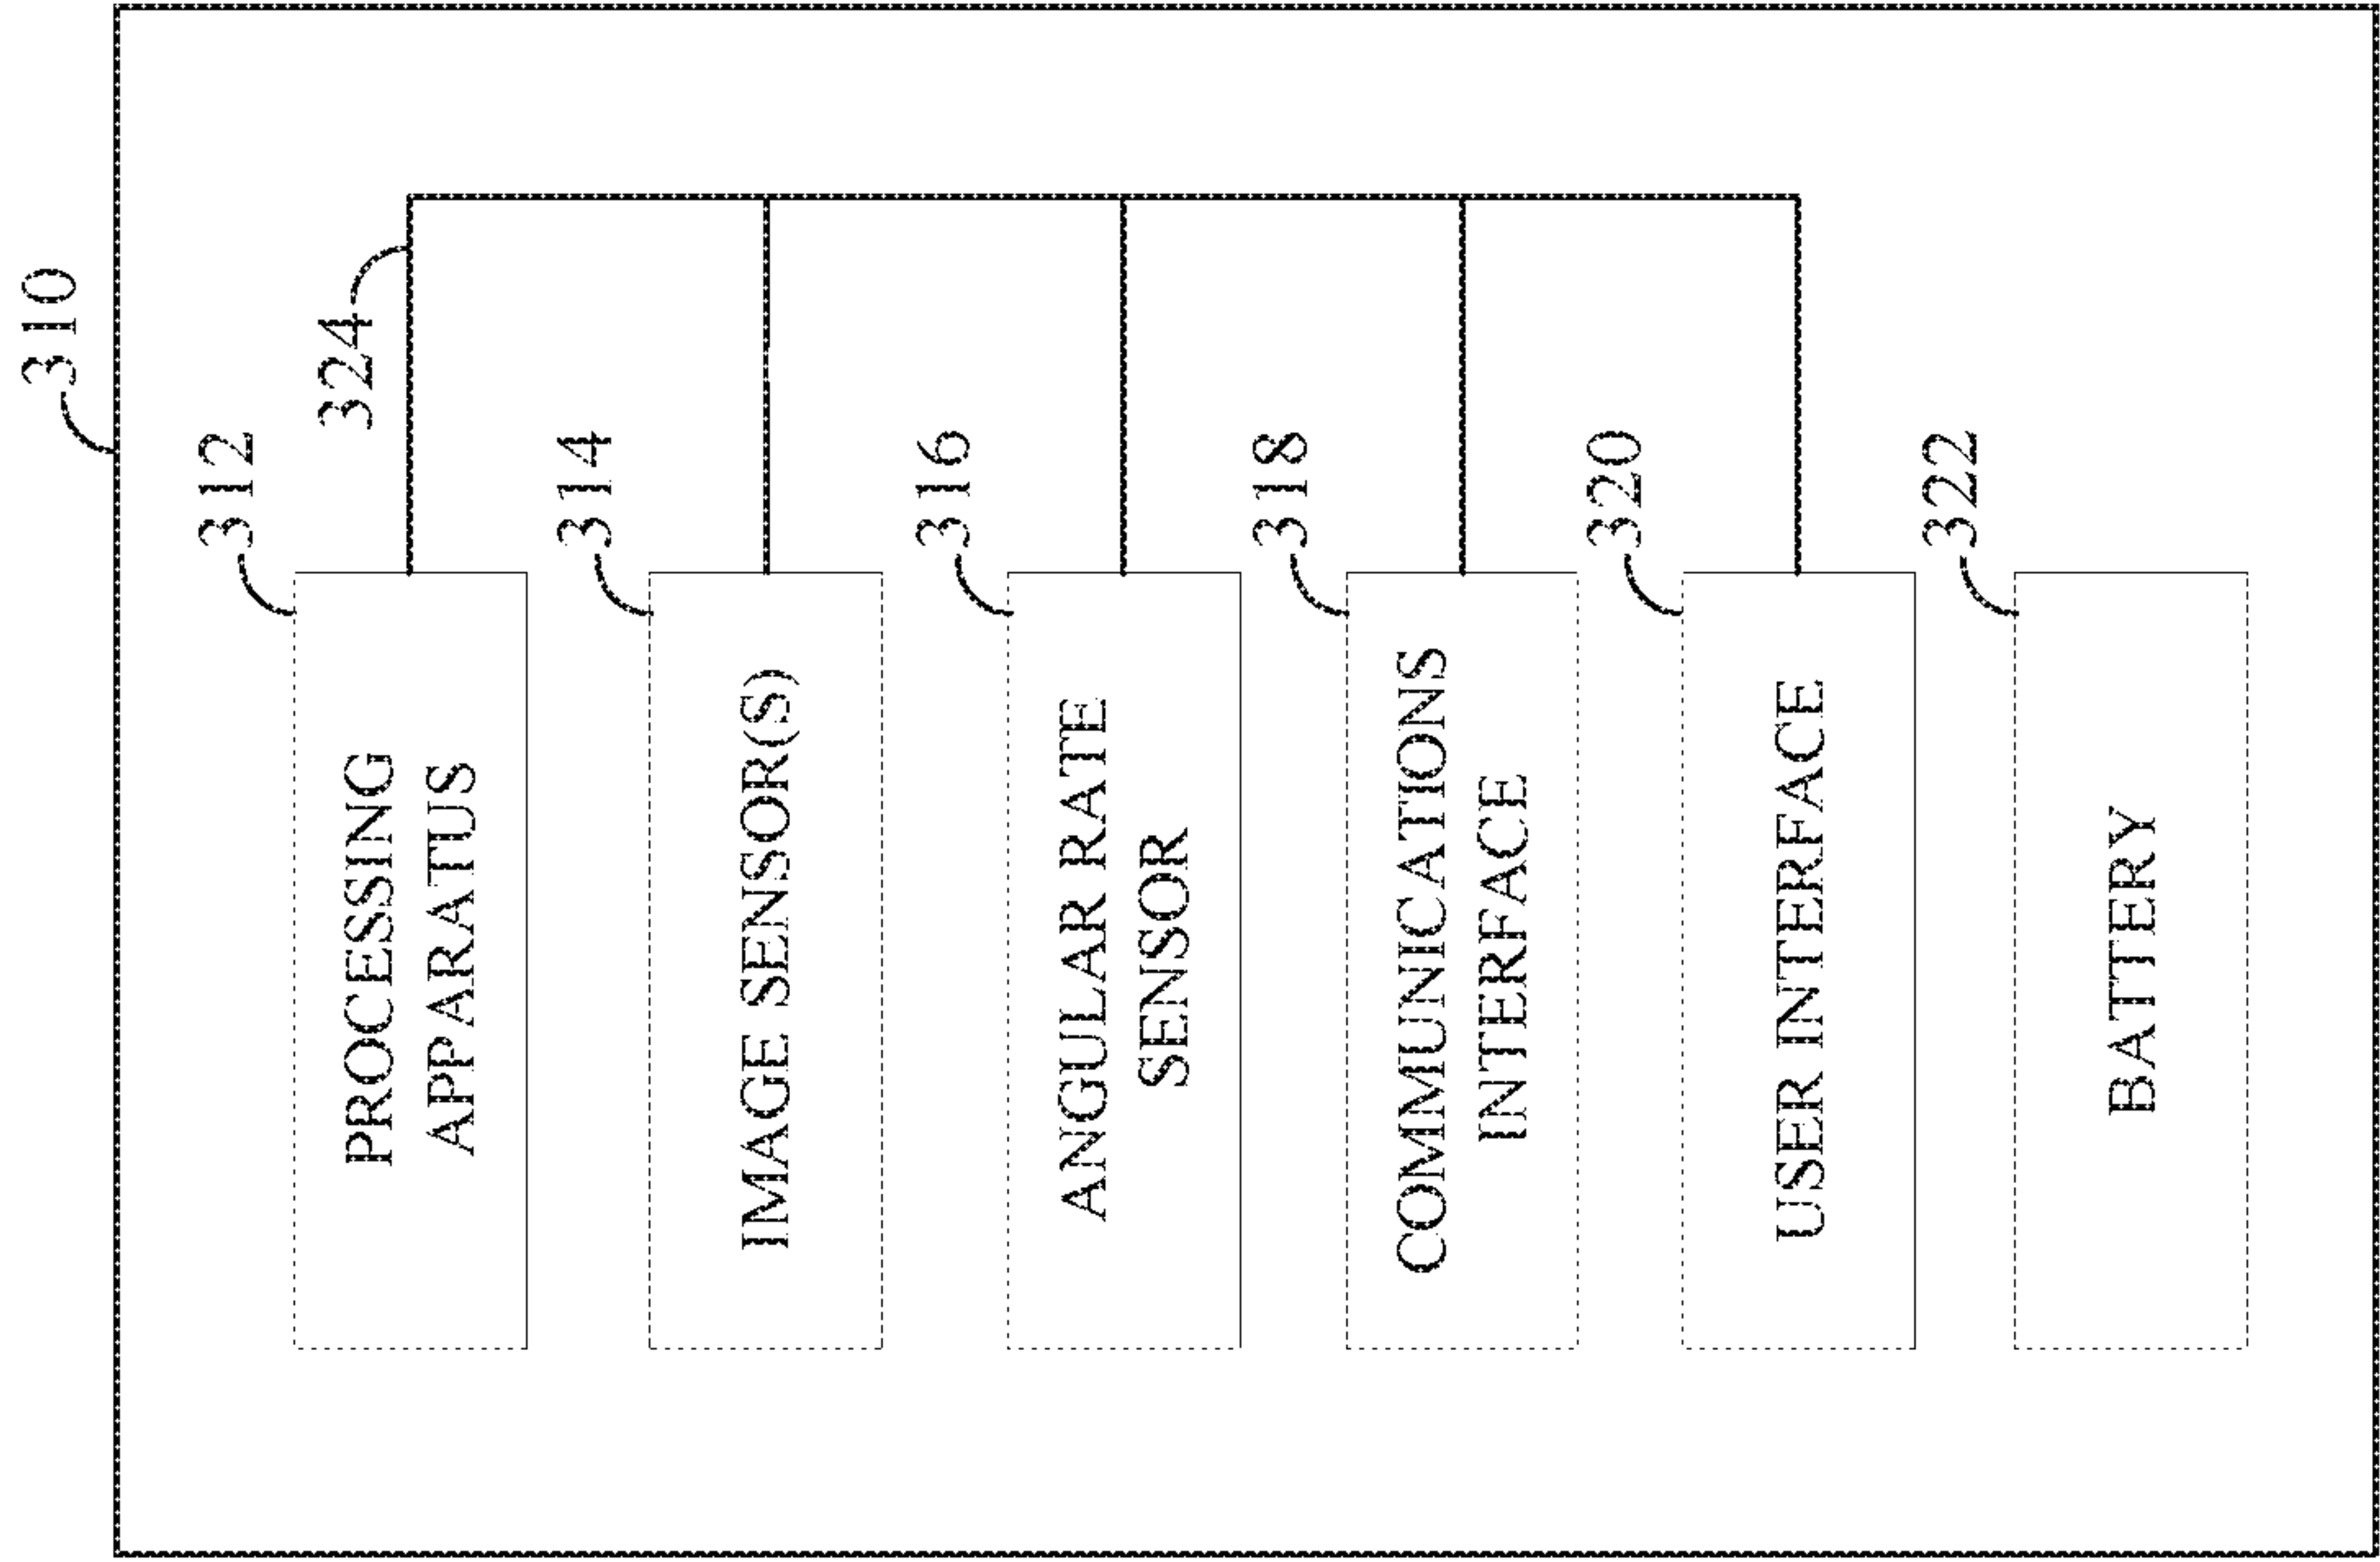 310
312
324
PROCESSING
APPARATUS
314
IMAGE SENSOR(S)
316
ANGULAR RATE
SENSOR
318
COMMUNICATIONS
INTERFACE
320
USER INTERFACE
322
BATTERY